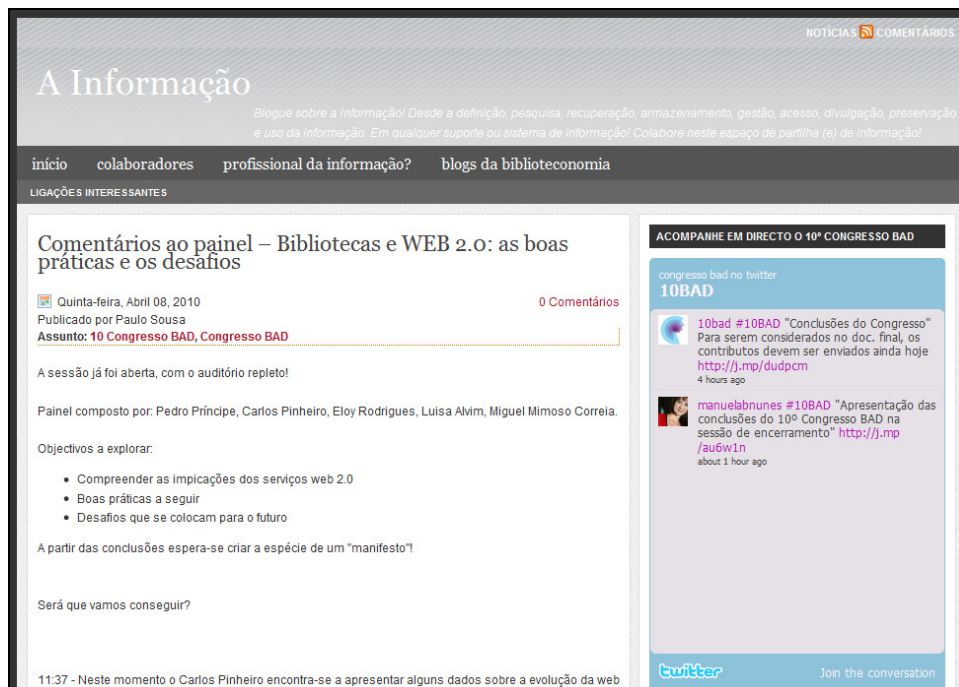 NOTÍCIAS COMENTÁRIOS
A Informação
Blogue sobre a Informação! Desde a definição, pesquisa, recuperação, armazenamento, gestão, acesso, divulgação, preservação
e uso da informação. Em qualquer suporte ou sistema de informação! Colabore neste espaço de partilha (e) de informação!
início colaboradores profissional da informação? blogs da biblioteconomia
LIGAÇÕES INTERESSANTES
Comentários ao painel – Bibliotecas e WEB 2.0: as boas
práticas e os desafios
Quinta-feira, Abril 08, 2010 0 Comentários
Publicado por Paulo Sousa
Assunto: 10 Congresso BAD, Congresso BAD
A sessão já foi aberta, com o auditório repleto!
Painel composto por: Pedro Príncipe, Carlos Pinheiro, Eloy Rodrigues, Luisa Alvim, Miguel Mimoso Correia.
Objectivos a explorar:
• Compreender as impicações dos serviços web 2.0
• Boas práticas a seguir
• Desafios que se colocam para o futuro
A partir das conclusões espera-se criar a espécie de um "manifesto"!
Será que vamos conseguir?
11:37 - Neste momento o Carlos Pinheiro encontra-se a apresentar alguns dados sobre a evolução da web
ACOMPANHE EM DIRECTO O 10º CONGRESSO BAD
congresso bad no twitter
10BAD
10bad #10BAD "Conclusões do Congresso"
Para serem considerados no doc. final, os
contributos devem ser enviados ainda hoje
http://j.mp/dudpcm
4 hours ago
manuelabnunes #10BAD "Apresentação das
conclusões do 10º Congresso BAD na
sessão de encerramento" http://j.mp
/au6w1n
about 1 hour ago
twitter Join the conversation